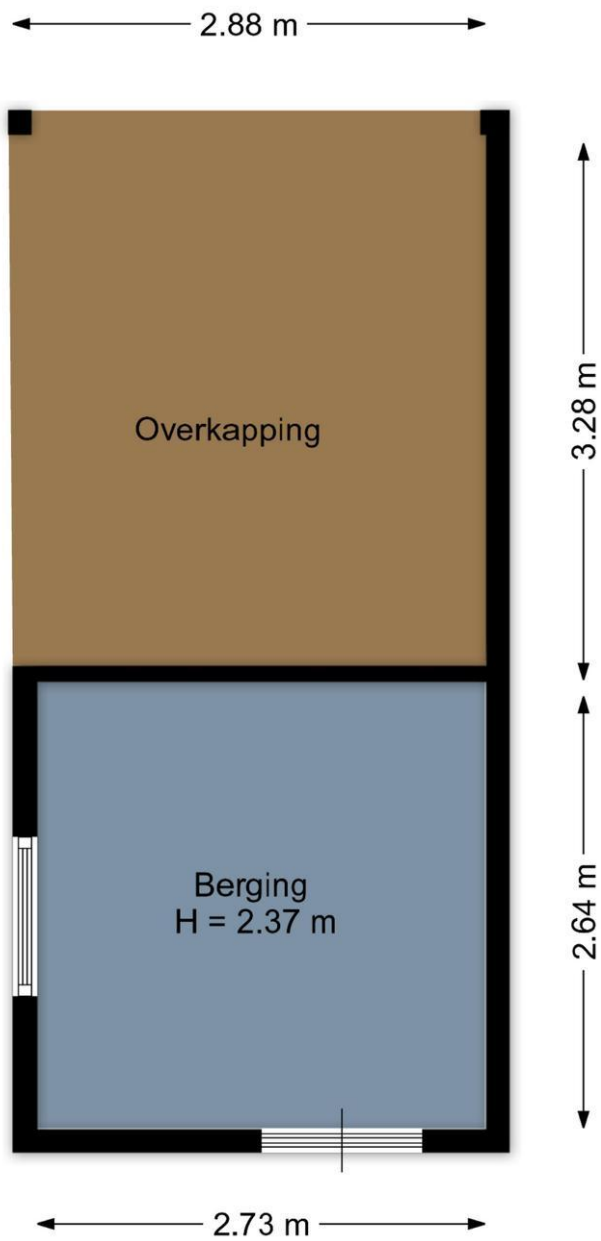 2.88 m
3.28 m
Overkapping
Berging
H = 2.37 m
2.64 m
2.73 m